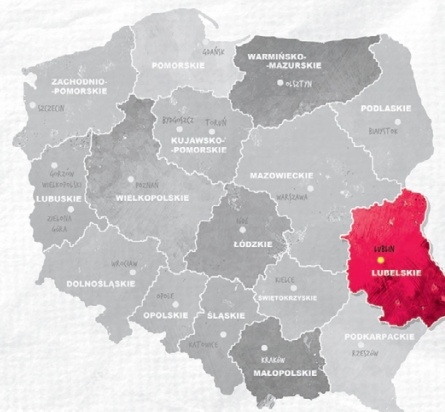 GDAŃSK
POMORSKIE
WARMIŃSKO-
-MAZURSKIE
OLSZTYN
ZACHODNIO-
-POMORSKIE
SZCZECIN
PODLASKIE
BIAŁYSTOK
BYDGOSZCZ
TORUŃ
KUJAWSKO-
-POMORSKIE
GORZÓW
WIELKOPOLSKI
LUBUSKIE
ZIELONA
GÓRA
POZNAŃ
WIELKOPOLSKIE
MAZOWIECKIE
WARSZAWA
ŁÓDZKIE
LUBLIN
LUBELSKIE
WROCŁAW
DOLNOŚLĄSKIE
OPOLE
OPOLSKIE
ŚLĄSKIE
KATOWICE
KIELCE
ŚWIĘTOKRZYSKIE
KRAKÓW
MAŁOPOLSKIE
PODKARPACKIE
RZESZÓW